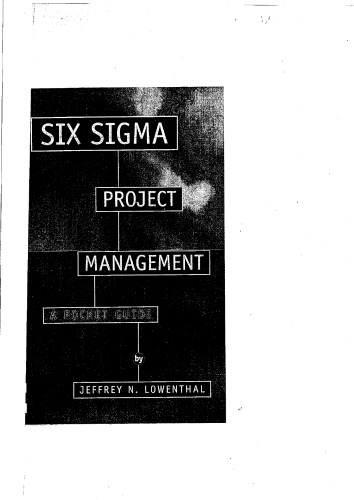 SIX SIGMA
PROJECT
MANAGEMENT
A POCKET GUIDE
by
JEFFREY N. LOWENTHAL